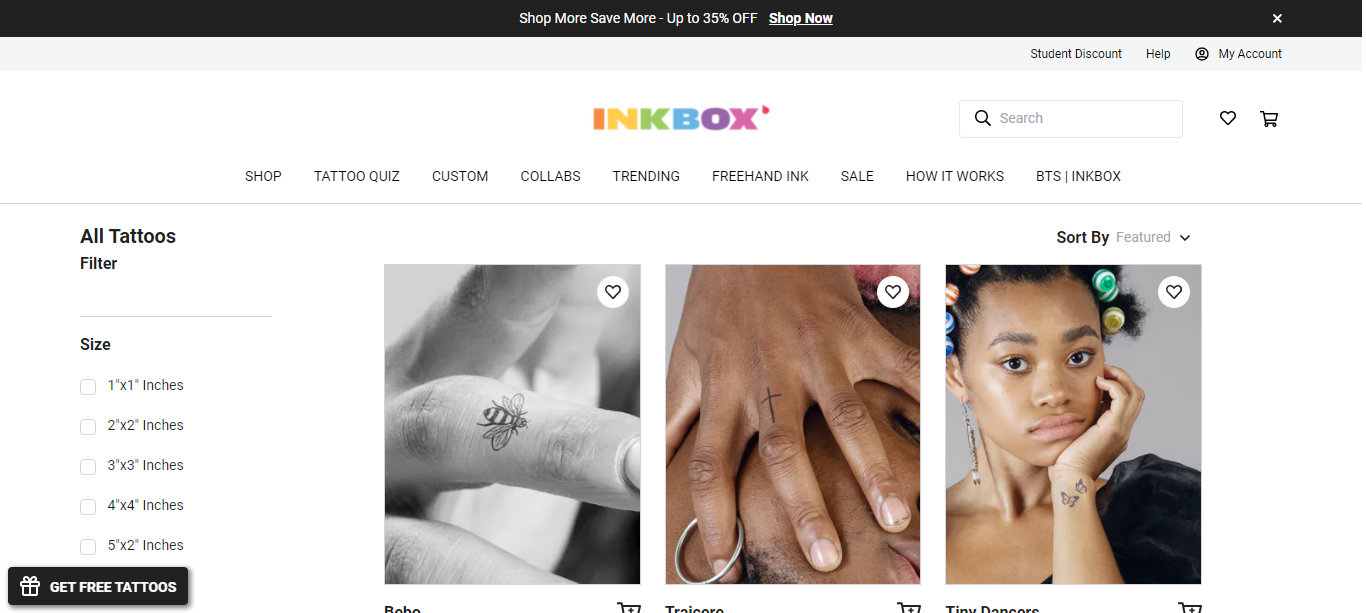 Shop More Save More - Up to 35% OFF Shop Now
Student Discount Help My Account
INKBOX
Search
SHOP TATTOO QUIZ CUSTOM COLLABS TRENDING FREEHAND INK SALE HOW IT WORKS BTS | INKBOX
All Tattoos
Sort By Featured
Filter
Size
1"x1" Inches
2"x2" Inches
3"x3" Inches
4"x4" Inches
5"x2" Inches
GET FREE TATTOOS
Bebo
Traicere
Tiny Dancers